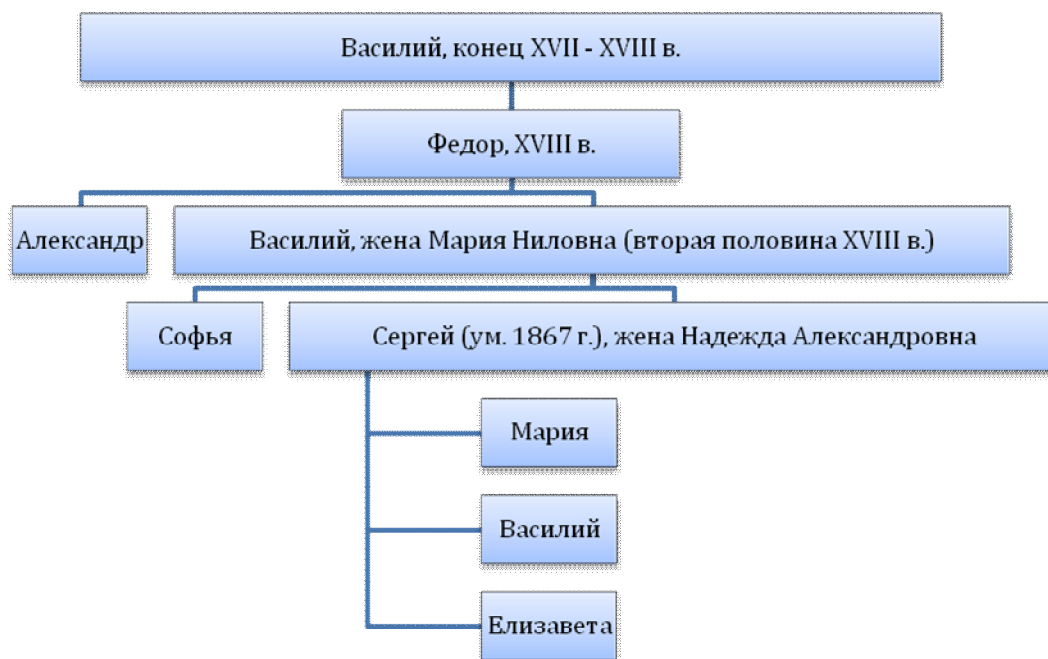 Василий, конец XVII - XVIII в.
Федор, XVIII в.
Александр
Василий, жена Мария Ниловна (вторая половина XVIII в.)
Софья
Сергей (ум. 1867 г.), жена Надежда Александровна
Мария
Василий
Елизавета